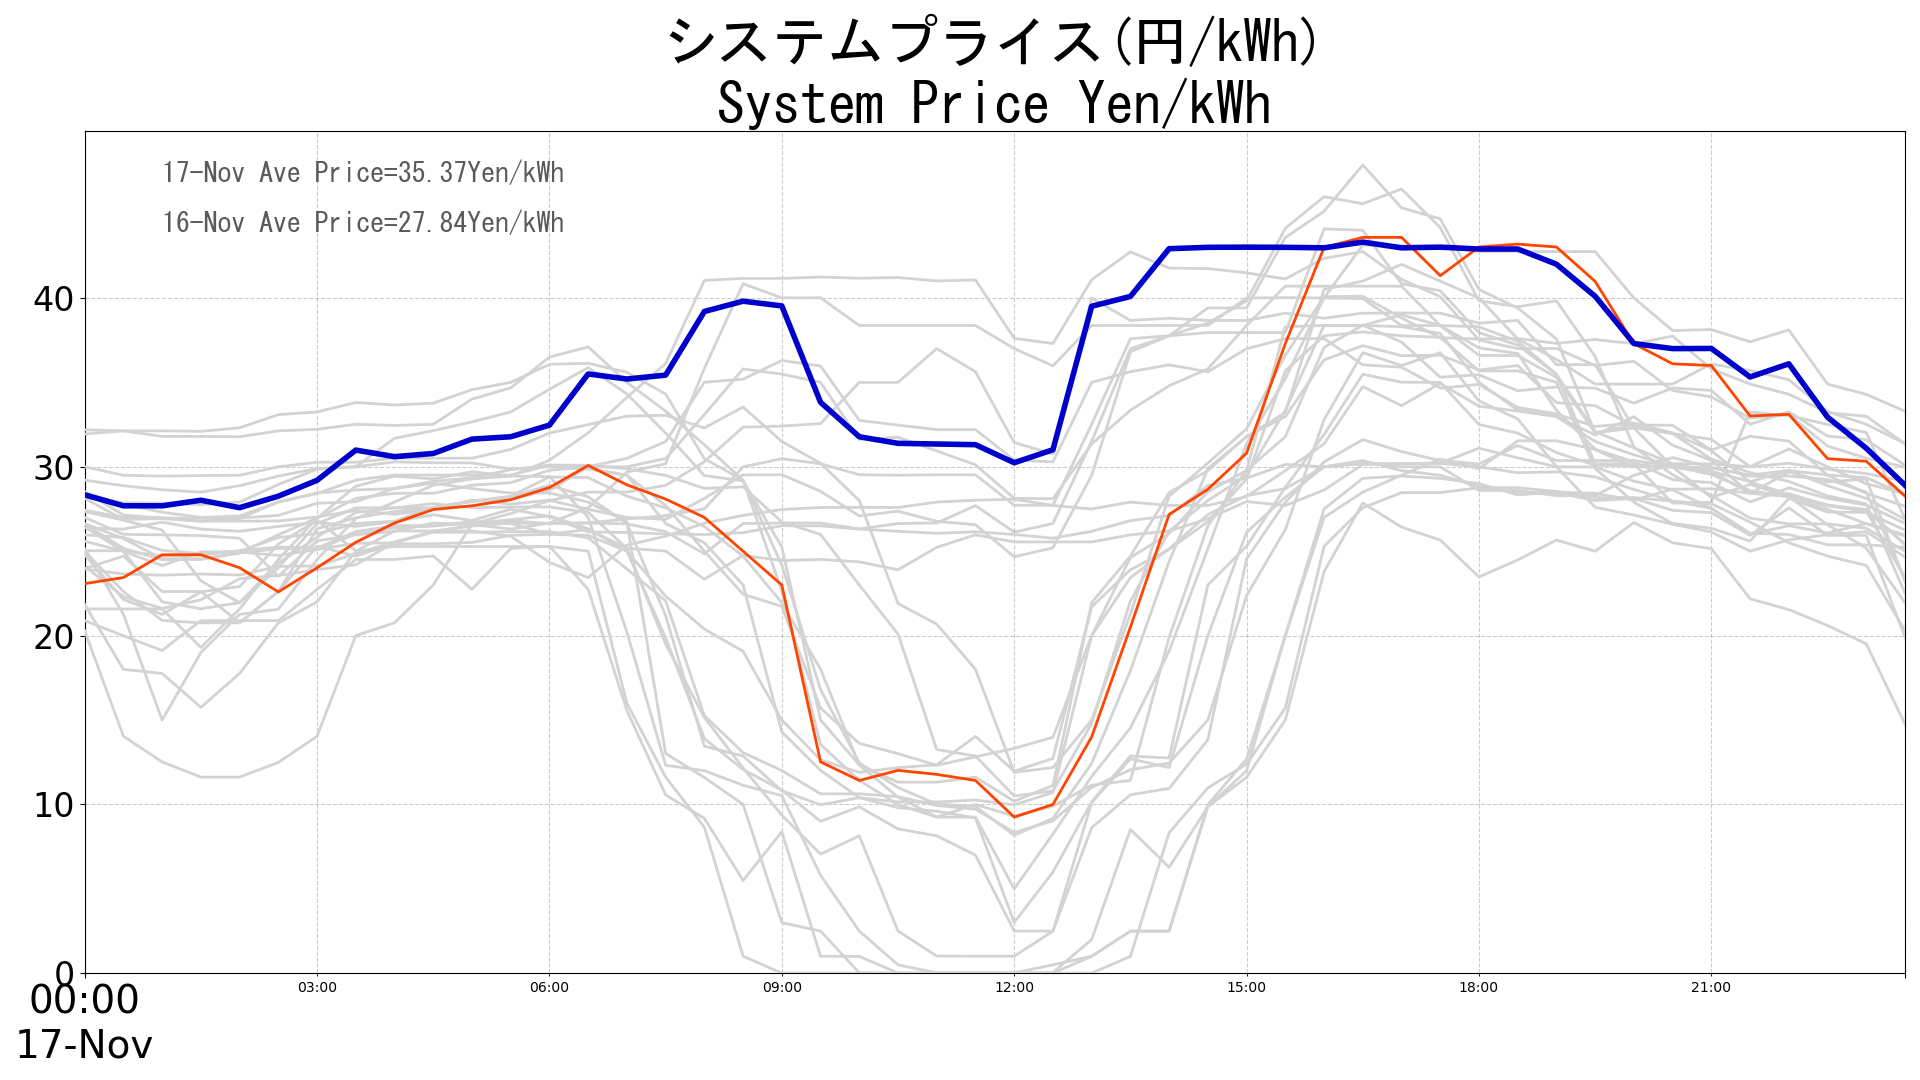 システムプライス(円/kWh)
System Price Yen/kWh
17-Nov Ave Price=35.37Yen/kWh
16-Nov Ave Price=27.84Yen/kWh
40
30
20
10
0
00:00 03:00 06:00 09:00 12:00 15:00 18:00 21:00
17-Nov